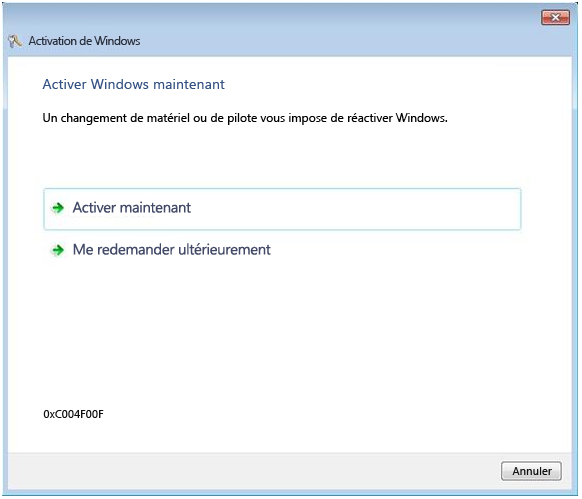 Activation de Windows
Activer Windows maintenant
Un changement de matériel ou de pilote vous impose de réactiver Windows.
Activer maintenant
Me redemander ultérieurement
0xC004F00F
Annuler